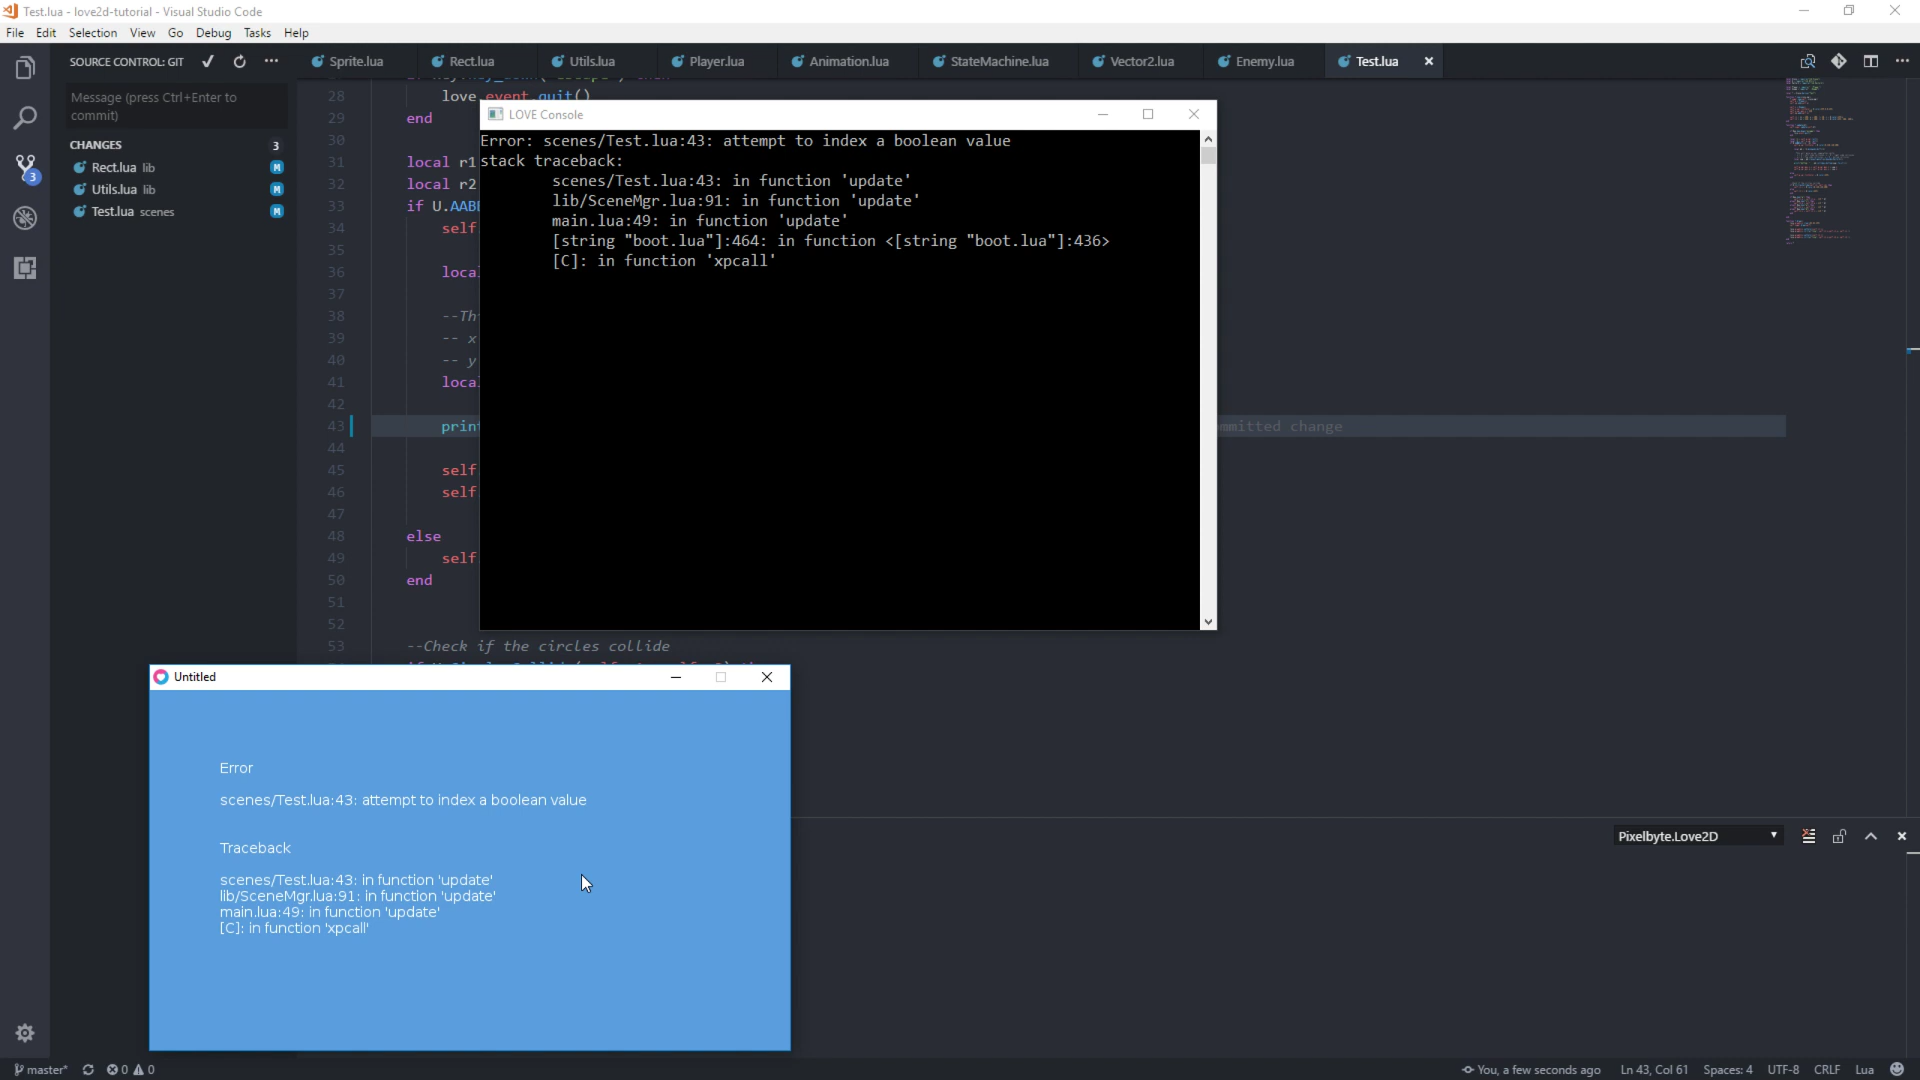 Test.lua - love2d-tutorial - Visual Studio Code
File Edit Selection View Go Debug Tasks Help
SOURCE CONTROL: GIT
Sprite.lua Rect.lua Utils.lua Player.lua Animation.lua StateMachine.lua Vector2.lua Enemy.lua Test.lua
Message (press Ctrl+Enter to
commit)
CHANGES 3
Rect.lua lib M
Utils.lua lib M
Test.lua scenes M
3
28 love.event.quit()
29 end
30
31 local r1
32 local r2
33 if U.AABB
34 self
35
36 local
37
38 --Th
39 -- x
40 -- y
41 local
42
43 print
mmitted change
44
45 self
46 self
47
48 else
49 self
50 end
51
52
53 --Check if the circles collide
LOVE Console
Error: scenes/Test.lua:43: attempt to index a boolean value
stack traceback:
scenes/Test.lua:43: in function 'update'
lib/SceneMgr.lua:91: in function 'update'
main.lua:49: in function 'update'
[string "boot.lua"]:464: in function <[string "boot.lua"]:436>
[C]: in function 'xpcall'
Untitled
Error
scenes/Test.lua:43: attempt to index a boolean value
Traceback
scenes/Test.lua:43: in function 'update'
lib/SceneMgr.lua:91: in function 'update'
main.lua:49: in function 'update'
[C]: in function 'xpcall'
Pixelbyte.Love2D
master* 0 0
You, a few seconds ago Ln 43, Col 61 Spaces: 4 UTF-8 CRLF Lua